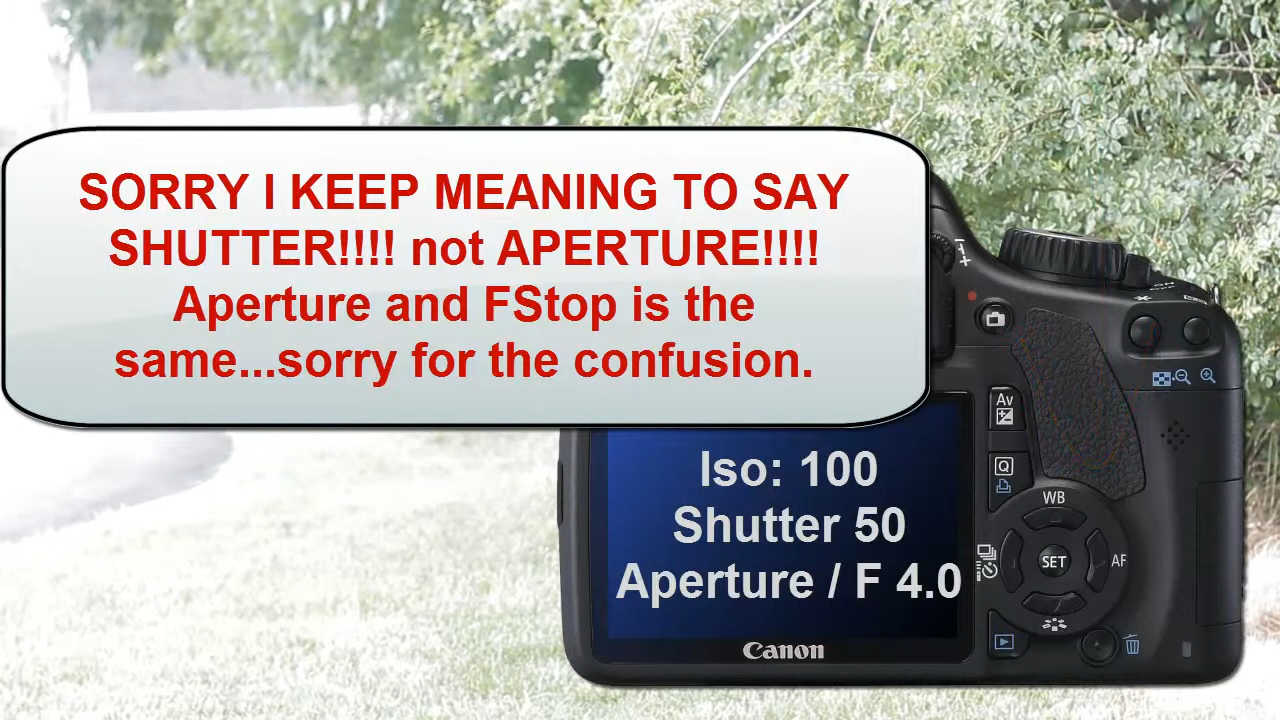 SORRY I KEEP MEANING TO SAY
SHUTTER!!!! not APERTURE!!!!
Aperture and FStop is the
same...sorry for the confusion.
Iso: 100
Shutter 50
Aperture / F 4.0
Canon
Av
Q
WB
SET
AF